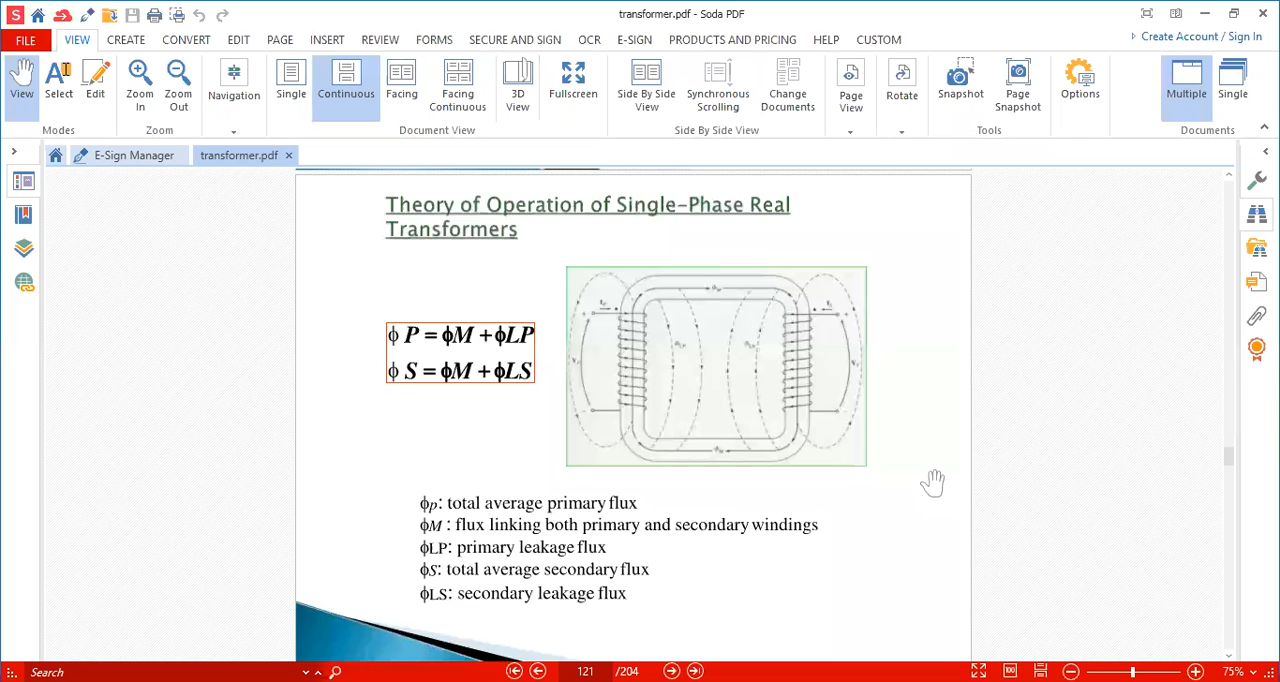 transformer.pdf - Soda PDF
FILE VIEW CREATE CONVERT EDIT PAGE INSERT REVIEW FORMS SECURE AND SIGN OCR E-SIGN PRODUCTS AND PRICING HELP CUSTOM Create Account / Sign In
View Select Edit Zoom In Zoom Out Navigation Single Continuous Facing Facing Continuous 3D View Fullscreen Side By Side View Synchronous Scrolling Change Documents Page View Rotate Snapshot Page Snapshot Options Multiple Single
Modes Zoom Document View Side By Side View Tools Documents
E-Sign Manager transformer.pdf
Theory of Operation of Single-Phase Real
Transformers
ϕ P = ϕM + ϕLP
ϕ S = ϕM + ϕLS
ϕP: total average primary flux
ϕM : flux linking both primary and secondary windings
ϕLP: primary leakage flux
ϕS: total average secondary flux
ϕLS: secondary leakage flux
Search 121 /204 75%